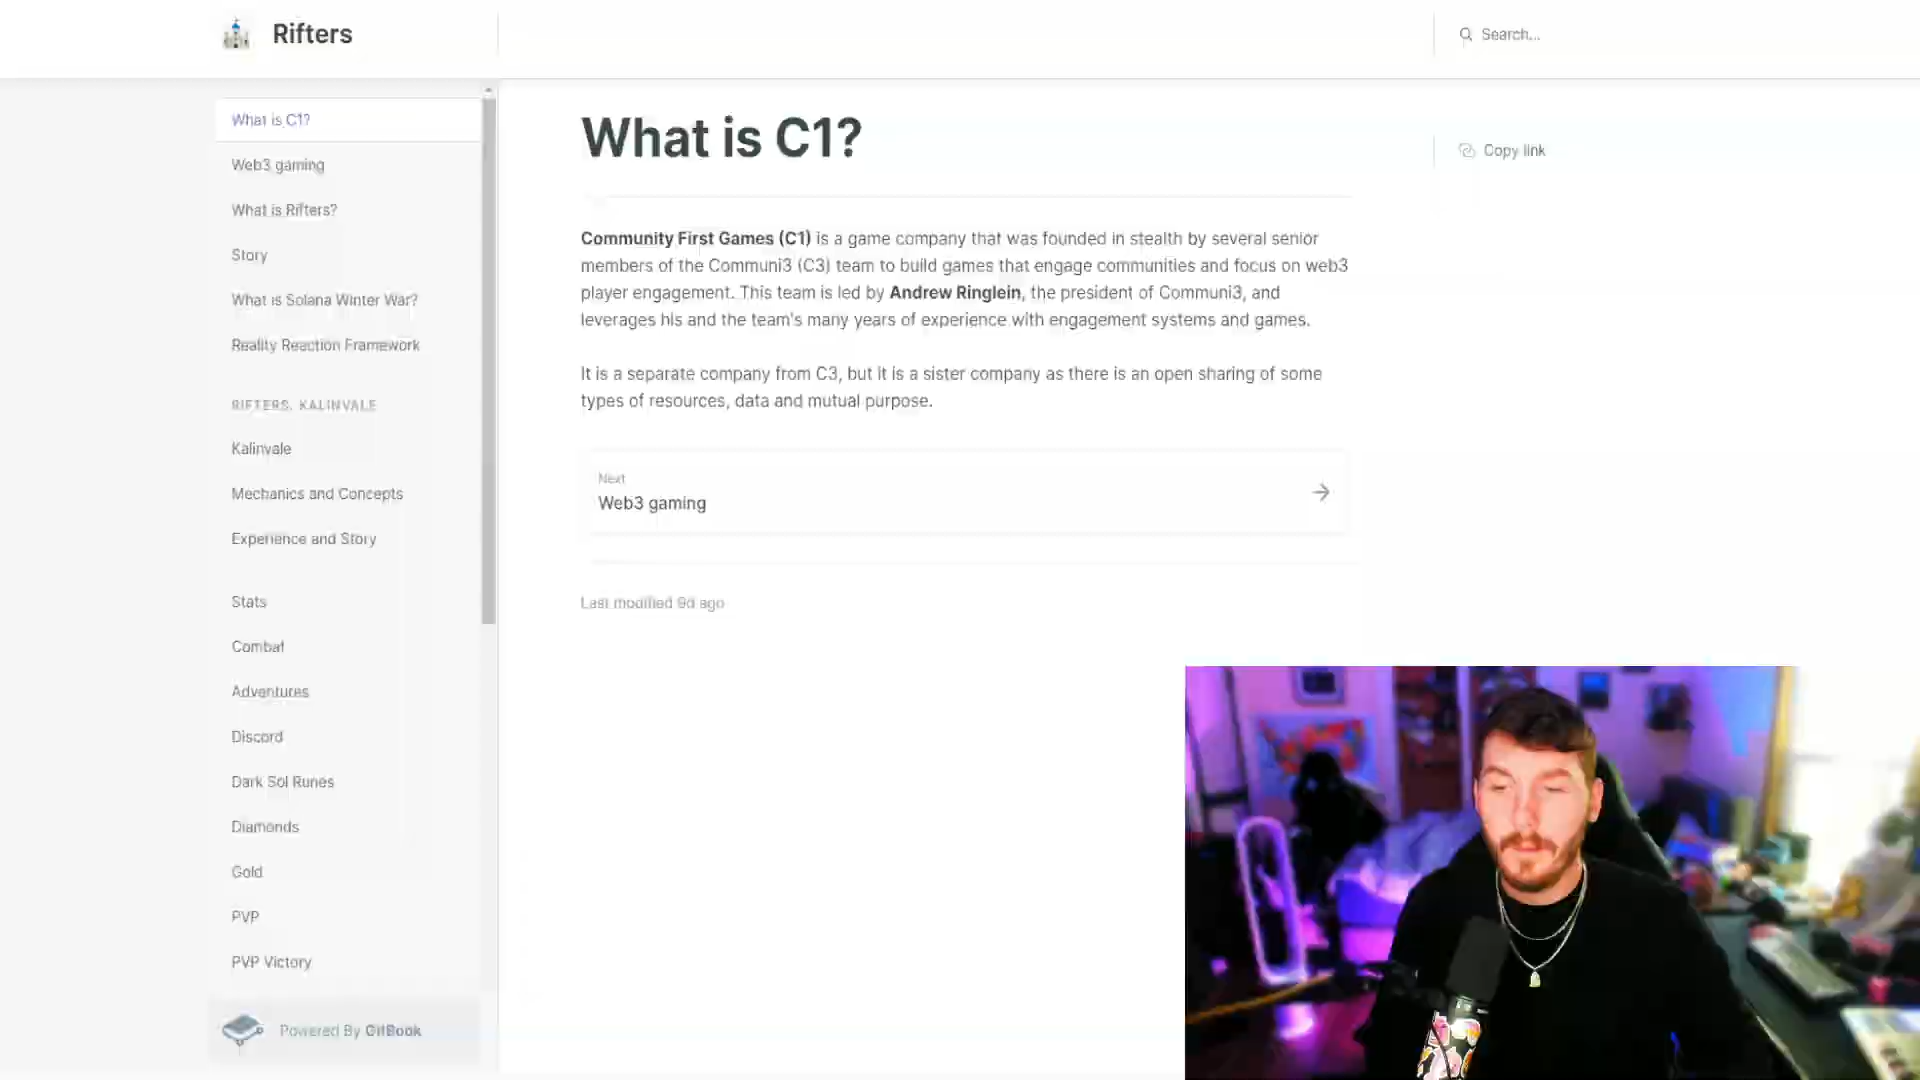 Rifters
Search...
What is C1?
Web3 gaming
What is Rifters?
Story
What is Solana Winter War?
Reality Reaction Framework
RIFTERS: KALINVALE
Kalinvale
Mechanics and Concepts
Experience and Story
Stats
Combat
Adventures
Discord
Dark Sol Runes
Diamonds
Gold
PVP
PVP Victory
Powered By GitBook
What is C1?
Copy link
Community First Games (C1) is a game company that was founded in stealth by several senior
members of the Communi3 (C3) team to build games that engage communities and focus on web3
player engagement. This team is led by Andrew Ringlein, the president of Communi3, and
leverages his and the team's many years of experience with engagement systems and games.
It is a separate company from C3, but it is a sister company as there is an open sharing of some
types of resources, data and mutual purpose.
Next
Web3 gaming
Last modified 9d ago